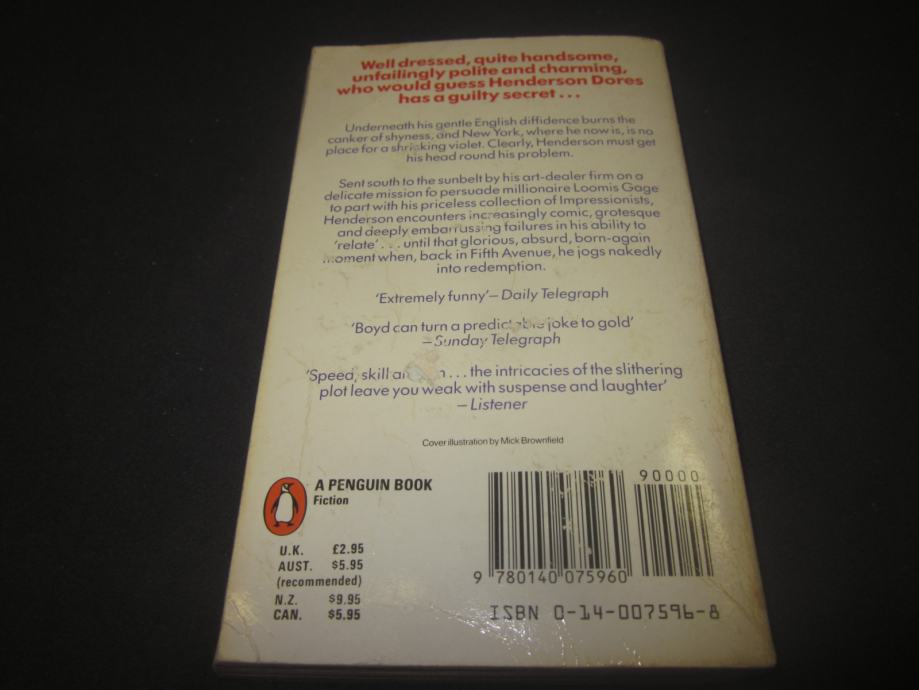 Well dressed, quite handsome,
unfailingly polite and charming,
who would guess Henderson Dores
has a guilty secret...
Underneath his gentle English diffidence burns the
canker of shyness, and New York, where he now is, is no
place for a shrinking violet. Clearly, Henderson must get
his head round his problem.
Sent south to the sunbelt by his art-dealer firm on a
delicate mission to persuade millionaire Loomis Gage
to part with his priceless collection of Impressionists,
Henderson encounters increasingly comic, grotesque
and deeply embarrassing failures in his ability to
'relate'... until that glorious, absurd, born-again
moment when, back in Fifth Avenue, he jogs nakedly
into redemption.
'Extremely funny' – Daily Telegraph
'Boyd can turn a predictable joke to gold'
– Sunday Telegraph
'Speed, skill ... the intricacies of the slithering
plot leave you weak with suspense and laughter'
– Listener
Cover illustration by Mick Brownfield
A PENGUIN BOOK
Fiction
U.K. £2.95
AUST. $5.95
(recommended)
N.Z. $9.95
CAN. $5.95
90000
9 780140 075960
ISBN 0-14-007596-8